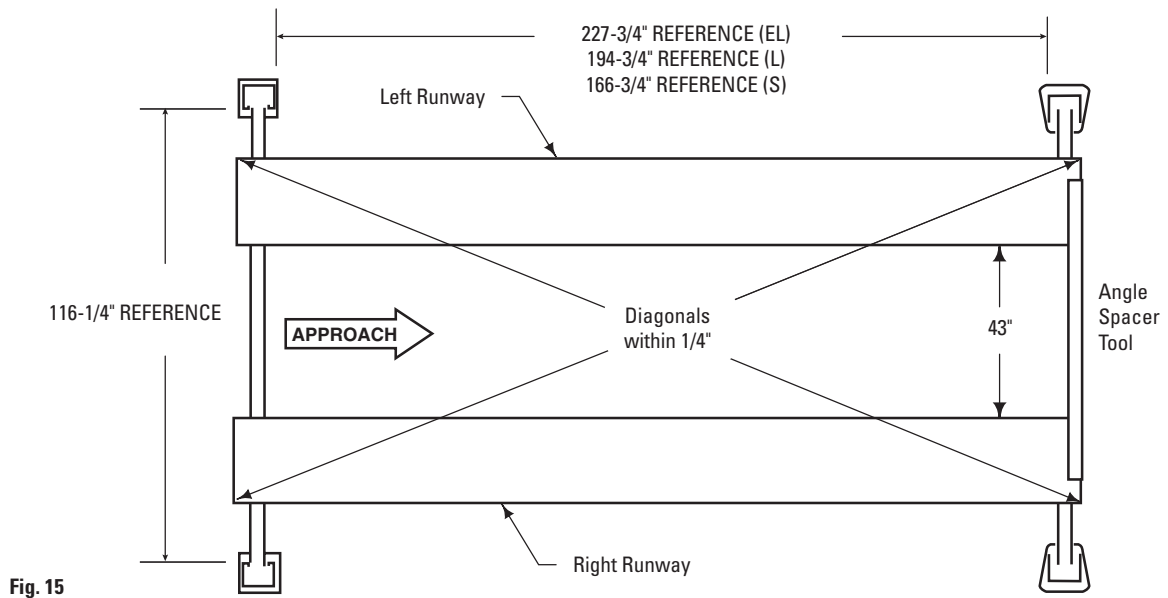 227-3/4" REFERENCE (EL)
194-3/4" REFERENCE (L)
166-3/4" REFERENCE (S)
Left Runway
116-1/4" REFERENCE
APPROACH
Diagonals
within 1/4"
43"
Angle
Spacer
Tool
Right Runway
Fig. 15